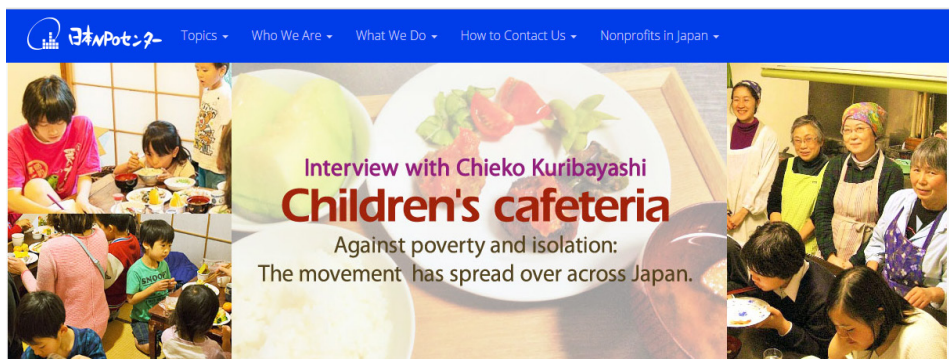 日本NPOセンター
Topics Who We Are What We Do How to Contact Us Nonprofits in Japan
Interview with Chieko Kuribayashi
Children's cafeteria
Against poverty and isolation:
The movement has spread over across Japan.
SNOOPY